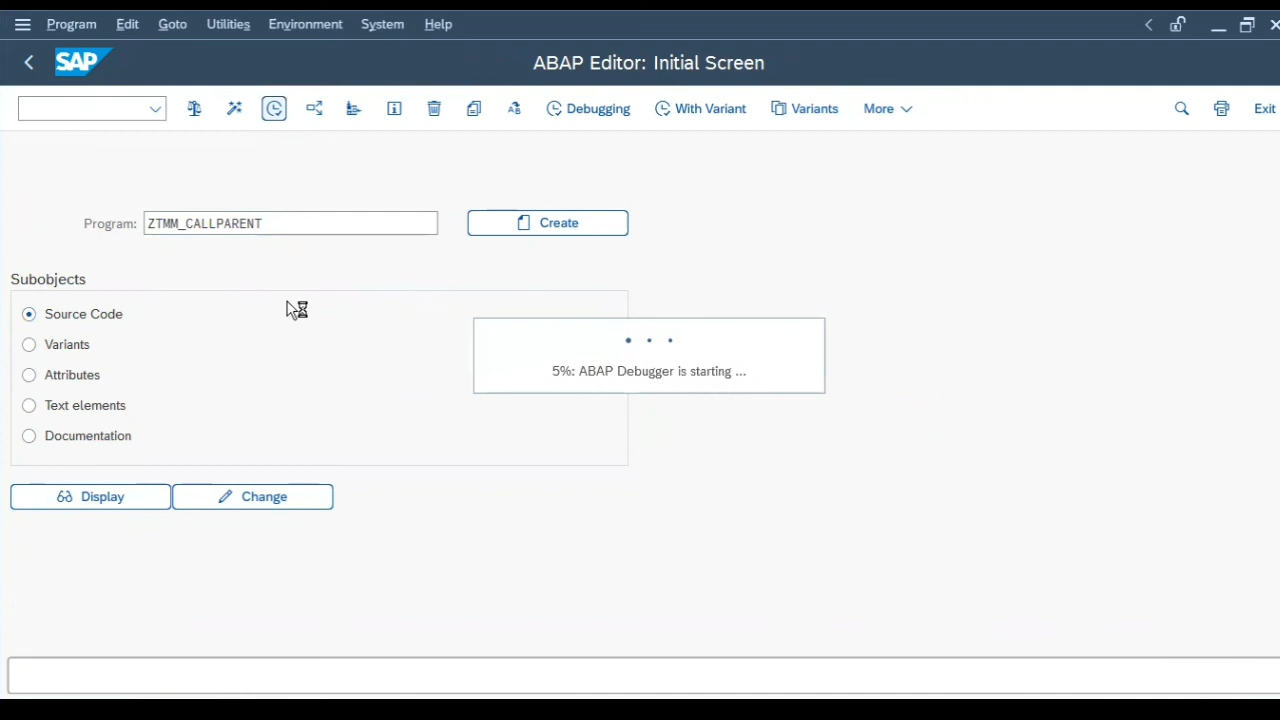 Program Edit Goto Utilities Environment System Help
SAP ABAP Editor: Initial Screen
Debugging With Variant Variants More Exit
Program: ZTMM_CALLPARENT Create
Subobjects
Source Code
Variants
Attributes
Text elements
Documentation
5%: ABAP Debugger is starting ...
Display Change